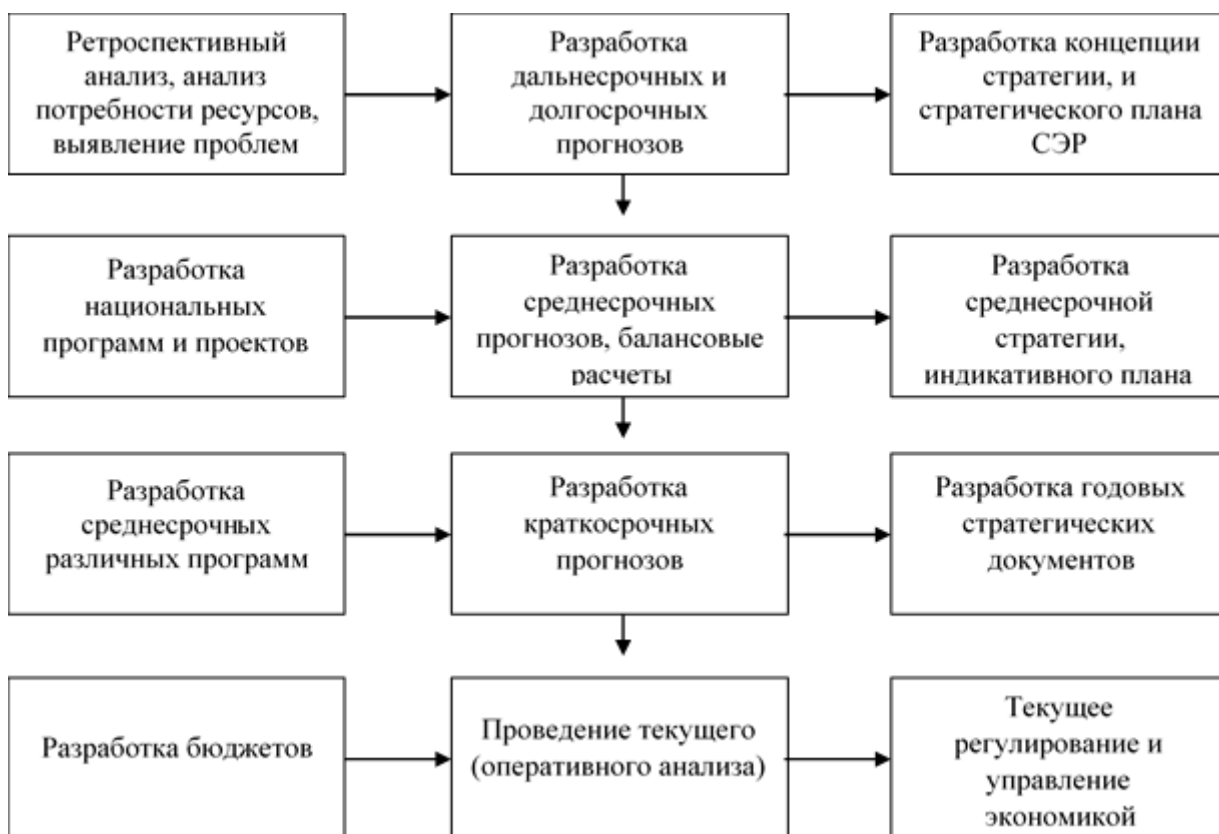 Ретроспективный
анализ, анализ
потребности ресурсов,
выявление проблем
Разработка
дальнесрочных и
долгосрочных
прогнозов
Разработка концепции
стратегии, и
стратегического плана
СЭР
Разработка
национальных
программ и проектов
Разработка
среднесрочных
прогнозов, балансовые
расчеты
Разработка
среднесрочной
стратегии,
индикативного плана
Разработка
среднесрочных
различных программ
Разработка
краткосрочных
прогнозов
Разработка годовых
стратегических
документов
Разработка бюджетов
Проведение текущего
(оперативного анализа)
Текущее
регулирование и
управление
экономикой